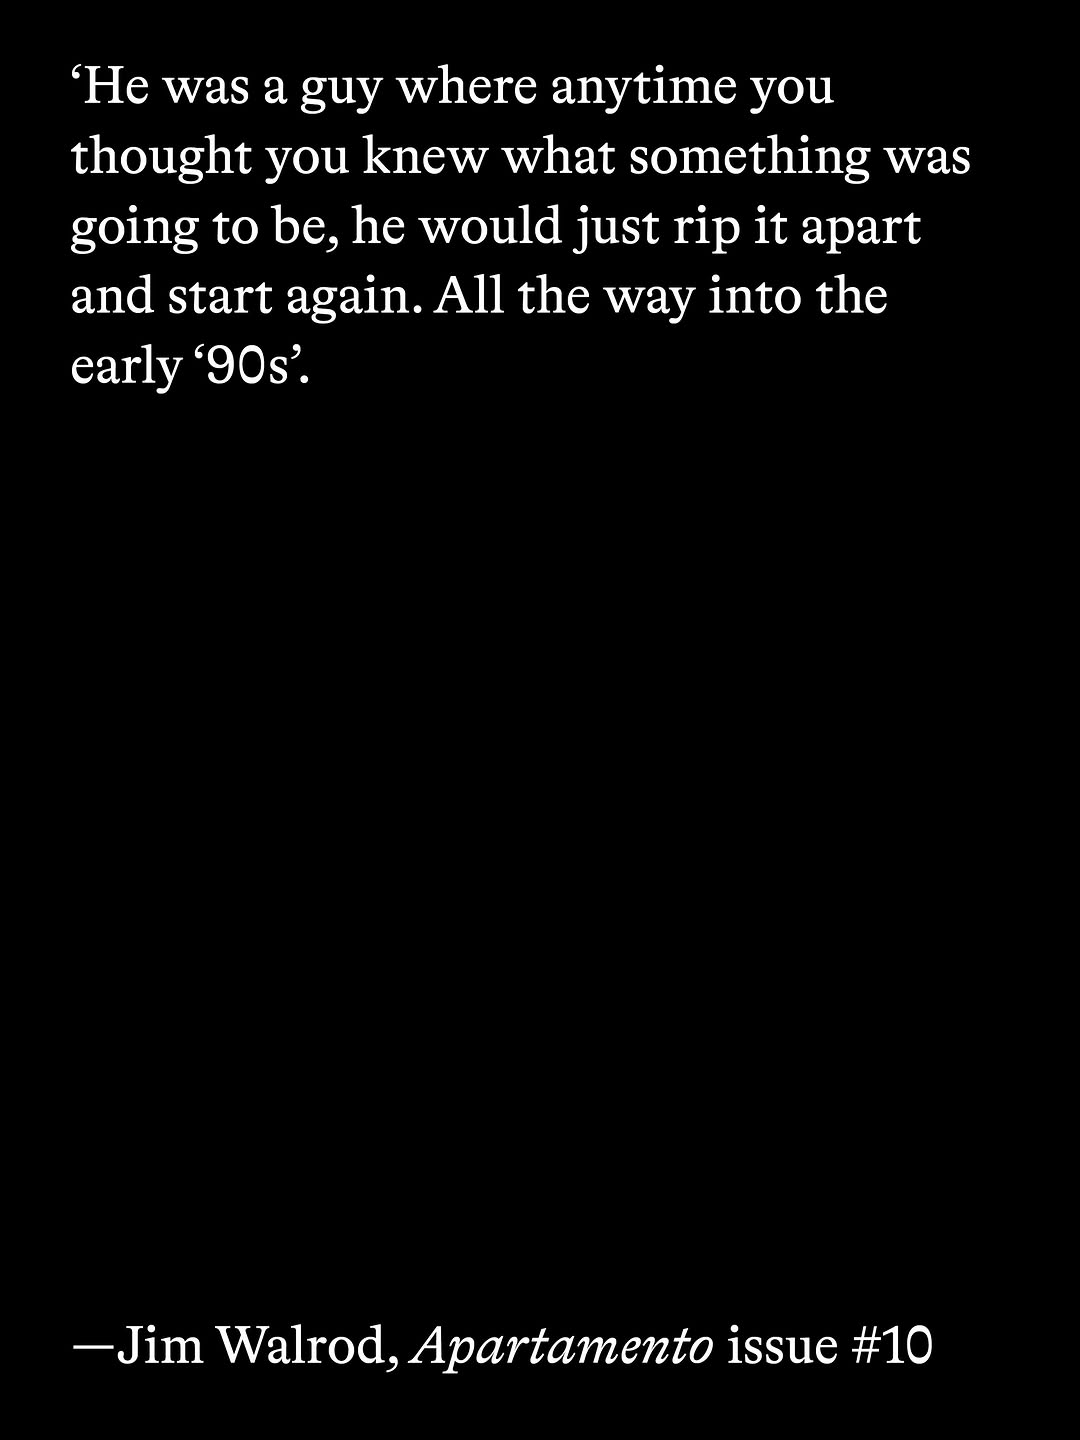 ‘He was a guy where anytime you
thought you knew what something was
going to be, he would just rip it apart
and start again. All the way into the
early ‘90s’.
—Jim Walrod, Apartamento issue #10